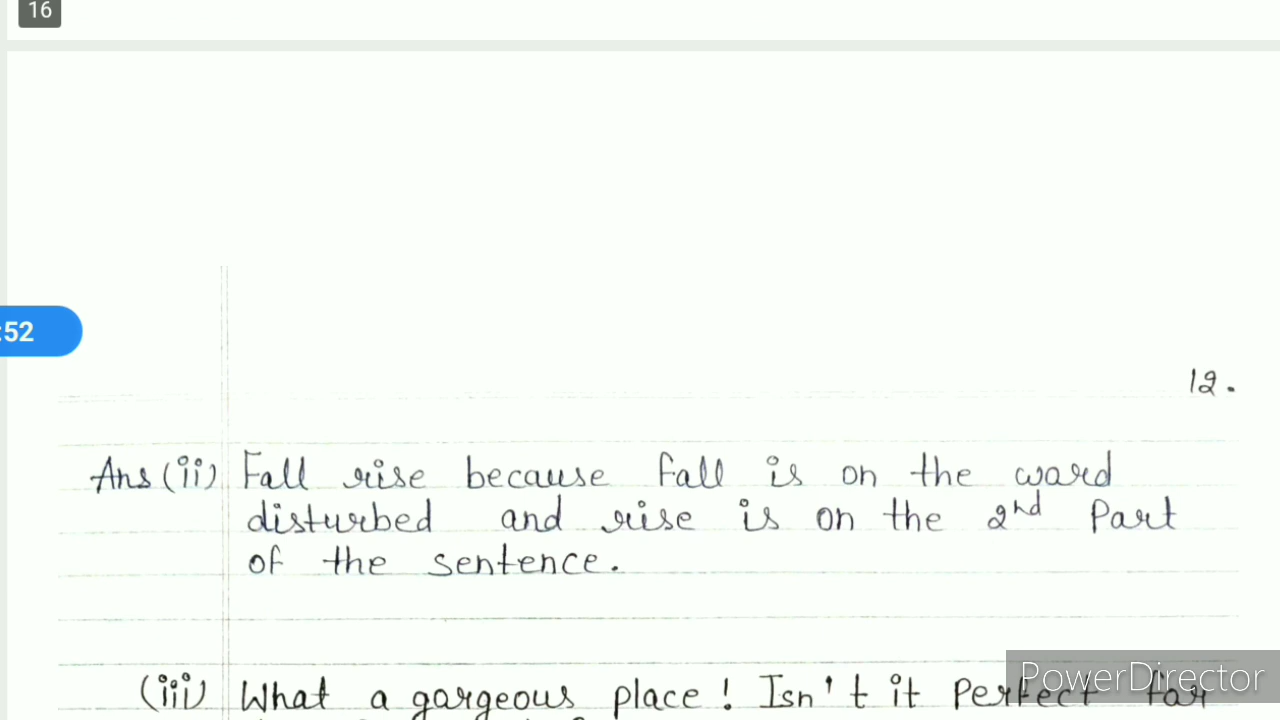 16
:52
12.
Ans (ii) Fall rise because fall is on the word
disturbed and rise is on the 2nd Part
of the sentence.
(iii) What a gorgeous place! Isn't it Perfect for
PowerDirector